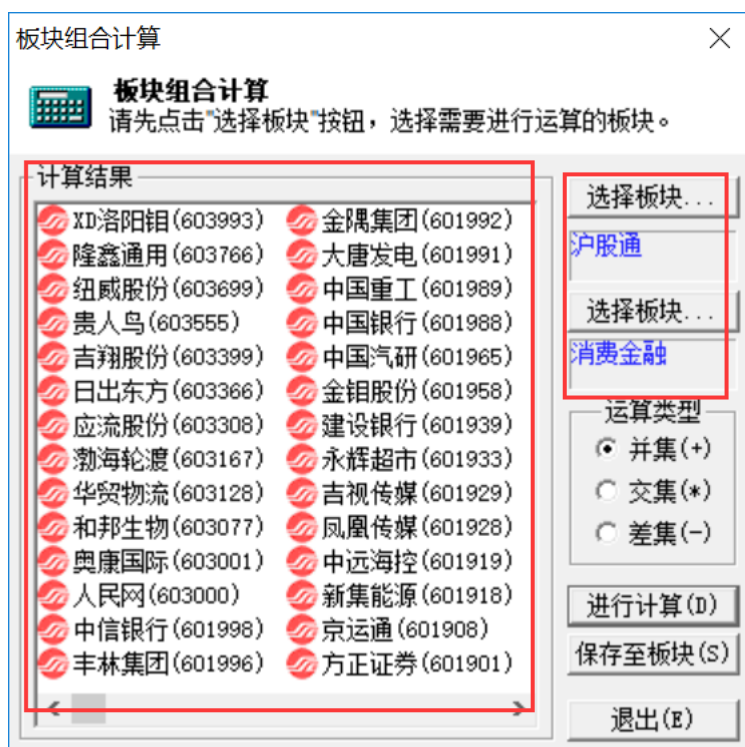 板块组合计算
板块组合计算
请先点击"选择板块"按钮，选择需要进行运算的板块。
计算结果
XD洛阳钼(603993) 金隅集团(601992)
隆鑫通用(603766) 大唐发电(601991)
纽威股份(603699) 中国重工(601989)
贵人鸟(603555) 中国银行(601988)
吉翔股份(603399) 中国汽研(601965)
日出东方(603366) 金钼股份(601958)
应流股份(603308) 建设银行(601939)
渤海轮渡(603167) 永辉超市(601933)
华贸物流(603128) 吉视传媒(601929)
和邦生物(603077) 凤凰传媒(601928)
奥康国际(603001) 中远海控(601919)
人民网(603000) 新集能源(601918)
中信银行(601998) 京运通(601908)
丰林集团(601996) 方正证券(601901)
选择板块...
沪股通
选择板块...
消费金融
运算类型
并集(+)
交集(*)
差集(-)
进行计算(D)
保存至板块(S)
退出(E)